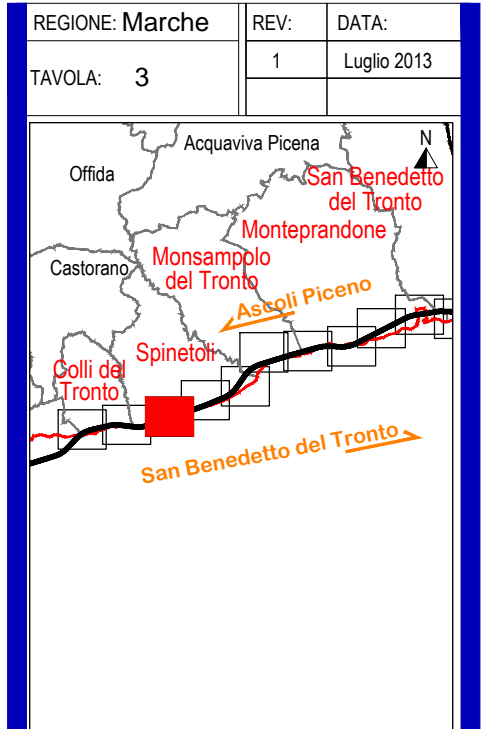 REGIONE: Marche
REV:
DATA:
1
Luglio 2013
TAVOLA: 3
N
Acquaviva Picena
Offida
San Benedetto
del Tronto
Monteprandone
Monsampolo
del Tronto
Castorano
Ascoli Piceno
Spinetoli
Colli del
Tronto
San Benedetto del Tronto